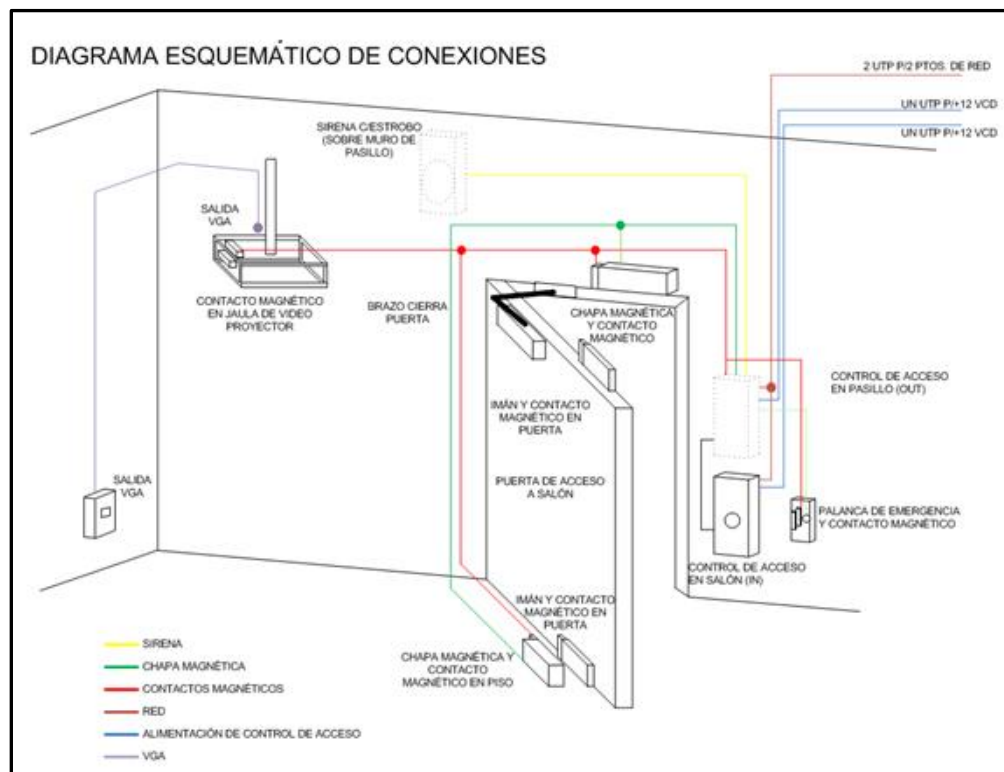 DIAGRAMA ESQUEMÁTICO DE CONEXIONES
2 UTP P/2 PTOS. DE RED
UN UTP P/+12 VCD
UN UTP P/+12 VCD
SIRENA C/ESTROBO
(SOBRE MURO DE
PASILLO)
SALIDA
VGA
CONTACTO MAGNÉTICO
EN JAULA DE VIDEO
PROYECTOR
BRAZO CIERRA
PUERTA
CHAPA MAGNÉTICA
Y CONTACTO
MAGNÉTICO
CONTROL DE ACCESO
EN PASILLO (OUT)
IMÁN Y CONTACTO
MAGNÉTICO EN
PUERTA
PUERTA DE ACCESO
A SALÓN
SALIDA
VGA
PALANCA DE EMERGENCIA
Y CONTACTO MAGNÉTICO
CONTROL DE ACCESO
EN SALÓN (IN)
IMÁN Y CONTACTO
MAGNÉTICO EN
PUERTA
CHAPA MAGNÉTICA Y
CONTACTO
MAGNÉTICO EN PISO
SIRENA
CHAPA MAGNÉTICA
CONTACTOS MAGNÉTICOS
RED
ALIMENTACIÓN DE CONTROL DE ACCESO
VGA